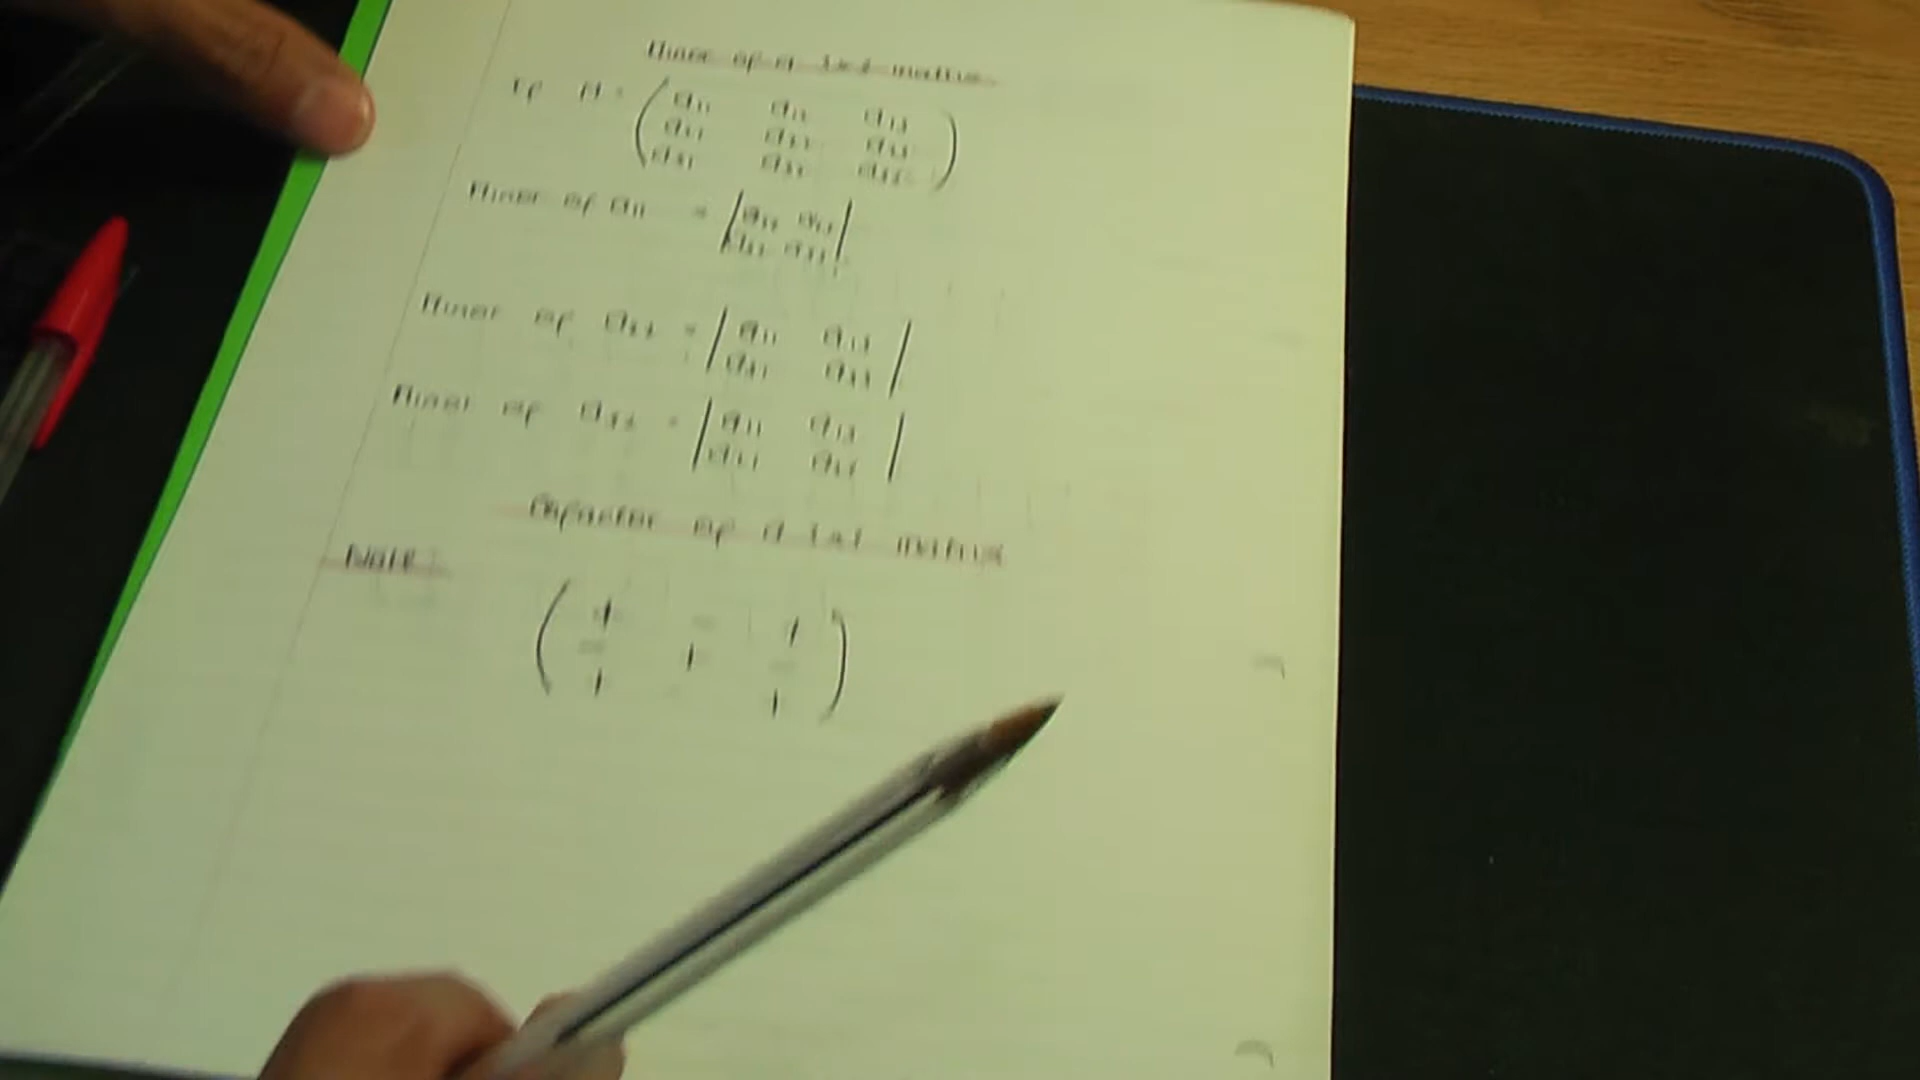 Minor of a 3x3 matrix
If A = ( a11 a12 a13
a21 a22 a23
a31 a32 a33 )
Minor of a11 = | a22 a23
a32 a33 |
Minor of a22 = | a11 a13
a31 a33 |
Minor of a32 = | a11 a13
a21 a23 |
Cofactor of a 3x3 matrix
Note:
( + - +
- + -
+ + )